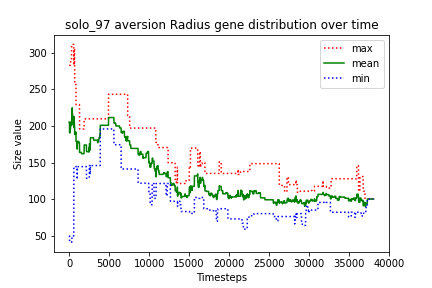 solo_97 aversion Radius gene distribution over time
max
mean
min
Size value
300
250
200
150
100
50
0 5000 10000 15000 20000 25000 30000 35000 40000
Timesteps